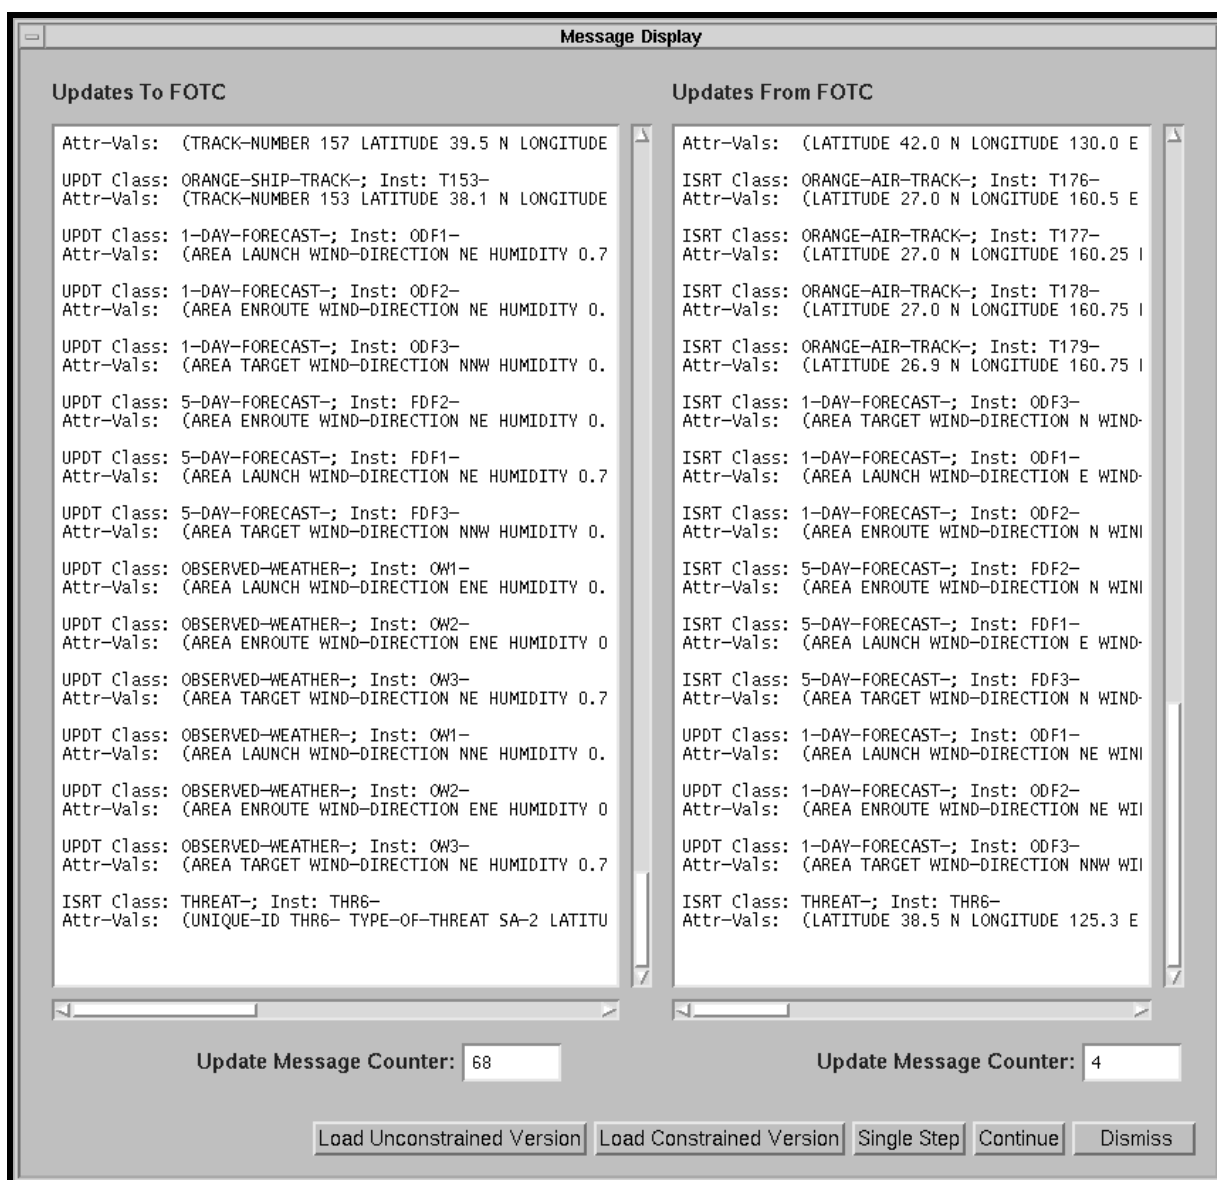 Message Display
Updates To FOTC
Attr-Vals: (TRACK-NUMBER 157 LATITUDE 39.5 N LONGITUDE
UPDT Class: ORANGE-SHIP-TRACK-; Inst: T153-
Attr-Vals: (TRACK-NUMBER 153 LATITUDE 38.1 N LONGITUDE
UPDT Class: 1-DAY-FORECAST-; Inst: ODF1-
Attr-Vals: (AREA LAUNCH WIND-DIRECTION NE HUMIDITY 0.7
UPDT Class: 1-DAY-FORECAST-; Inst: ODF2-
Attr-Vals: (AREA ENROUTE WIND-DIRECTION NE HUMIDITY 0.
UPDT Class: 1-DAY-FORECAST-; Inst: ODF3-
Attr-Vals: (AREA TARGET WIND-DIRECTION NNW HUMIDITY 0.
UPDT Class: 5-DAY-FORECAST-; Inst: FDF2-
Attr-Vals: (AREA ENROUTE WIND-DIRECTION NE HUMIDITY 0.
UPDT Class: 5-DAY-FORECAST-; Inst: FDF1-
Attr-Vals: (AREA LAUNCH WIND-DIRECTION NE HUMIDITY 0.7
UPDT Class: 5-DAY-FORECAST-; Inst: FDF3-
Attr-Vals: (AREA TARGET WIND-DIRECTION NNW HUMIDITY 0.
UPDT Class: OBSERVED-WEATHER-; Inst: OW1-
Attr-Vals: (AREA LAUNCH WIND-DIRECTION ENE HUMIDITY 0.
UPDT Class: OBSERVED-WEATHER-; Inst: OW2-
Attr-Vals: (AREA ENROUTE WIND-DIRECTION ENE HUMIDITY 0
UPDT Class: OBSERVED-WEATHER-; Inst: OW3-
Attr-Vals: (AREA TARGET WIND-DIRECTION NE HUMIDITY 0.7
UPDT Class: OBSERVED-WEATHER-; Inst: OW1-
Attr-Vals: (AREA LAUNCH WIND-DIRECTION NNE HUMIDITY 0.
UPDT Class: OBSERVED-WEATHER-; Inst: OW2-
Attr-Vals: (AREA ENROUTE WIND-DIRECTION ENE HUMIDITY 0
UPDT Class: OBSERVED-WEATHER-; Inst: OW3-
Attr-Vals: (AREA TARGET WIND-DIRECTION NE HUMIDITY 0.7
ISRT Class: THREAT-; Inst: THR6-
Attr-Vals: (UNIQUE-ID THR6- TYPE-OF-THREAT SA-2 LATITU
Update Message Counter: 68
Updates From FOTC
Attr-Vals: (LATITUDE 42.0 N LONGITUDE 130.0 E
ISRT Class: ORANGE-AIR-TRACK-; Inst: T176-
Attr-Vals: (LATITUDE 27.0 N LONGITUDE 160.5 E
ISRT Class: ORANGE-AIR-TRACK-; Inst: T177-
Attr-Vals: (LATITUDE 27.0 N LONGITUDE 160.25
ISRT Class: ORANGE-AIR-TRACK-; Inst: T178-
Attr-Vals: (LATITUDE 27.0 N LONGITUDE 160.75
ISRT Class: ORANGE-AIR-TRACK-; Inst: T179-
Attr-Vals: (LATITUDE 26.9 N LONGITUDE 160.75
ISRT Class: 1-DAY-FORECAST-; Inst: ODF3-
Attr-Vals: (AREA TARGET WIND-DIRECTION N WIND-
ISRT Class: 1-DAY-FORECAST-; Inst: ODF1-
Attr-Vals: (AREA LAUNCH WIND-DIRECTION E WIND-
ISRT Class: 1-DAY-FORECAST-; Inst: ODF2-
Attr-Vals: (AREA ENROUTE WIND-DIRECTION N WIN
ISRT Class: 5-DAY-FORECAST-; Inst: FDF2-
Attr-Vals: (AREA ENROUTE WIND-DIRECTION N WIN
ISRT Class: 5-DAY-FORECAST-; Inst: FDF1-
Attr-Vals: (AREA LAUNCH WIND-DIRECTION E WIND-
ISRT Class: 5-DAY-FORECAST-; Inst: FDF3-
Attr-Vals: (AREA TARGET WIND-DIRECTION N WIND-
UPDT Class: 1-DAY-FORECAST-; Inst: ODF1-
Attr-Vals: (AREA LAUNCH WIND-DIRECTION NE WIN
UPDT Class: 1-DAY-FORECAST-; Inst: ODF2-
Attr-Vals: (AREA ENROUTE WIND-DIRECTION NE WI
UPDT Class: 1-DAY-FORECAST-; Inst: ODF3-
Attr-Vals: (AREA TARGET WIND-DIRECTION NNW WI
ISRT Class: THREAT-; Inst: THR6-
Attr-Vals: (LATITUDE 38.5 N LONGITUDE 125.3 E
Update Message Counter: 4
Load Unconstrained Version
Load Constrained Version
Single Step
Continue
Dismiss